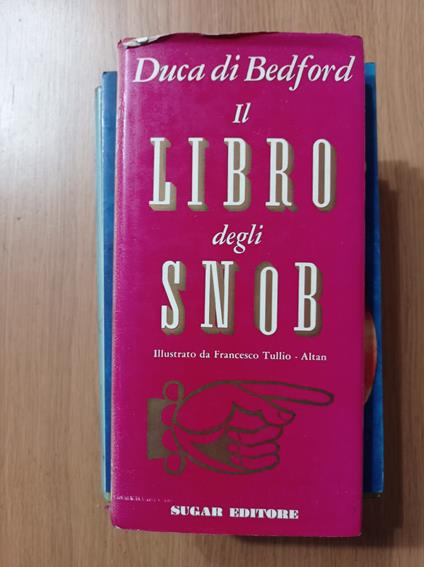 Duca di Bedford
Il
LIBRO
degli
SNOB
Illustrato da Francesco Tullio - Altan
SUGAR EDITORE